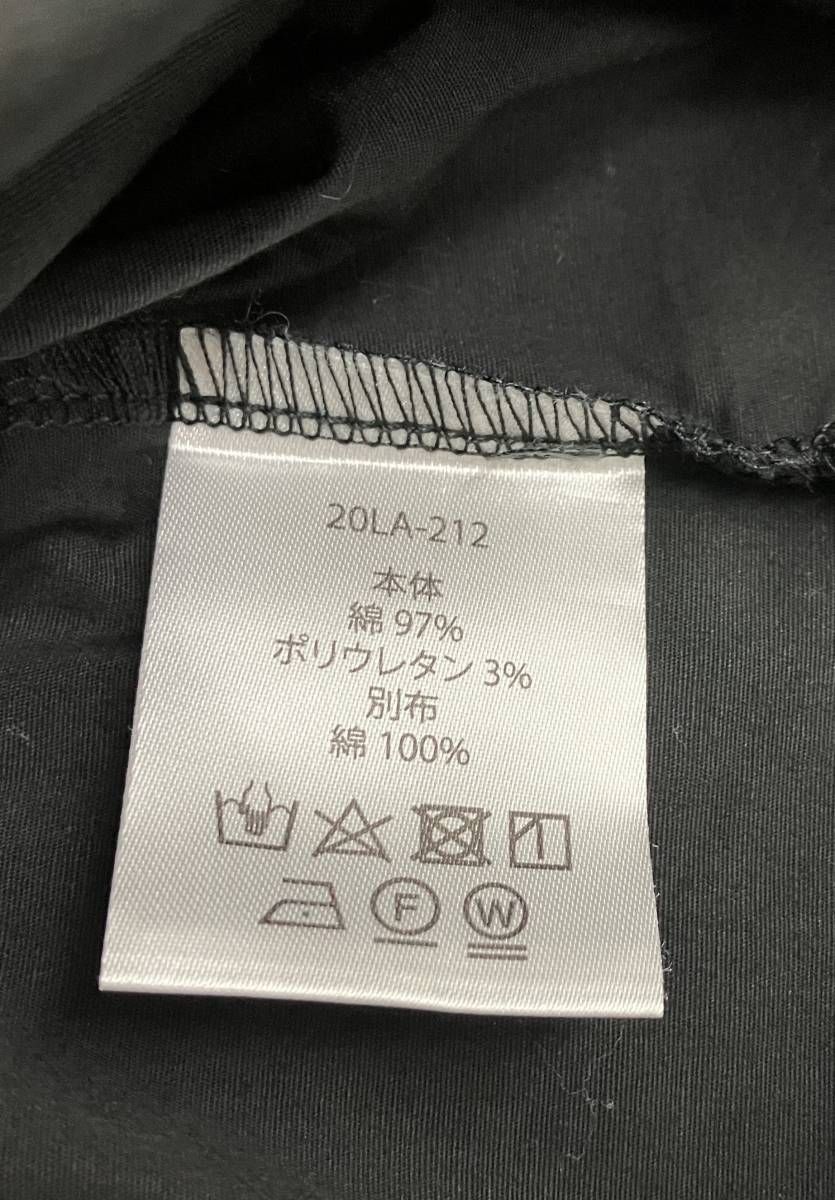 20LA-212
本体
綿 97%
ポリウレタン 3%
別布
綿 100%
F
W